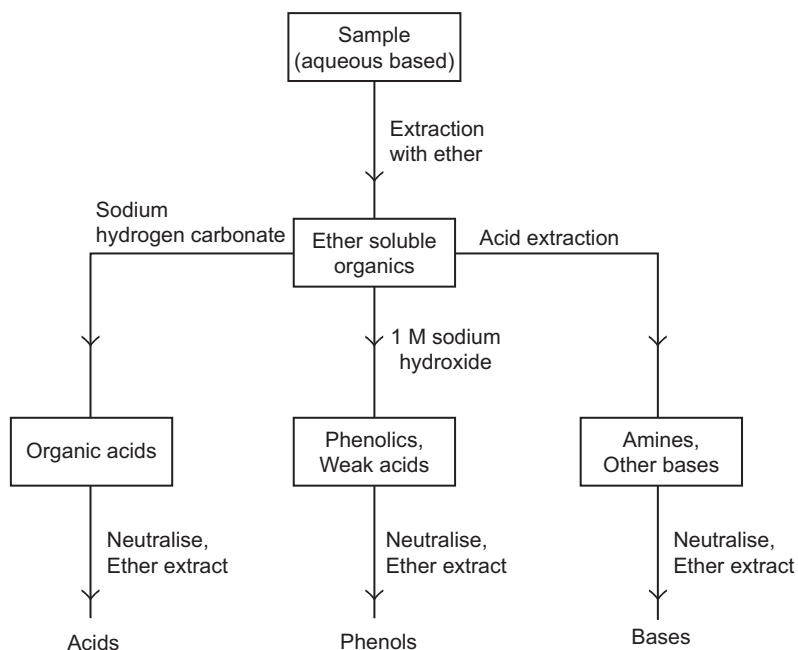 Sample
(aqueous based)
Extraction
with ether
Sodium
hydrogen carbonate
Ether soluble
organics
Acid extraction
1 M sodium
hydroxide
Organic acids
Phenolics,
Weak acids
Amines,
Other bases
Neutralise,
Ether extract
Neutralise,
Ether extract
Neutralise,
Ether extract
Acids
Phenols
Bases